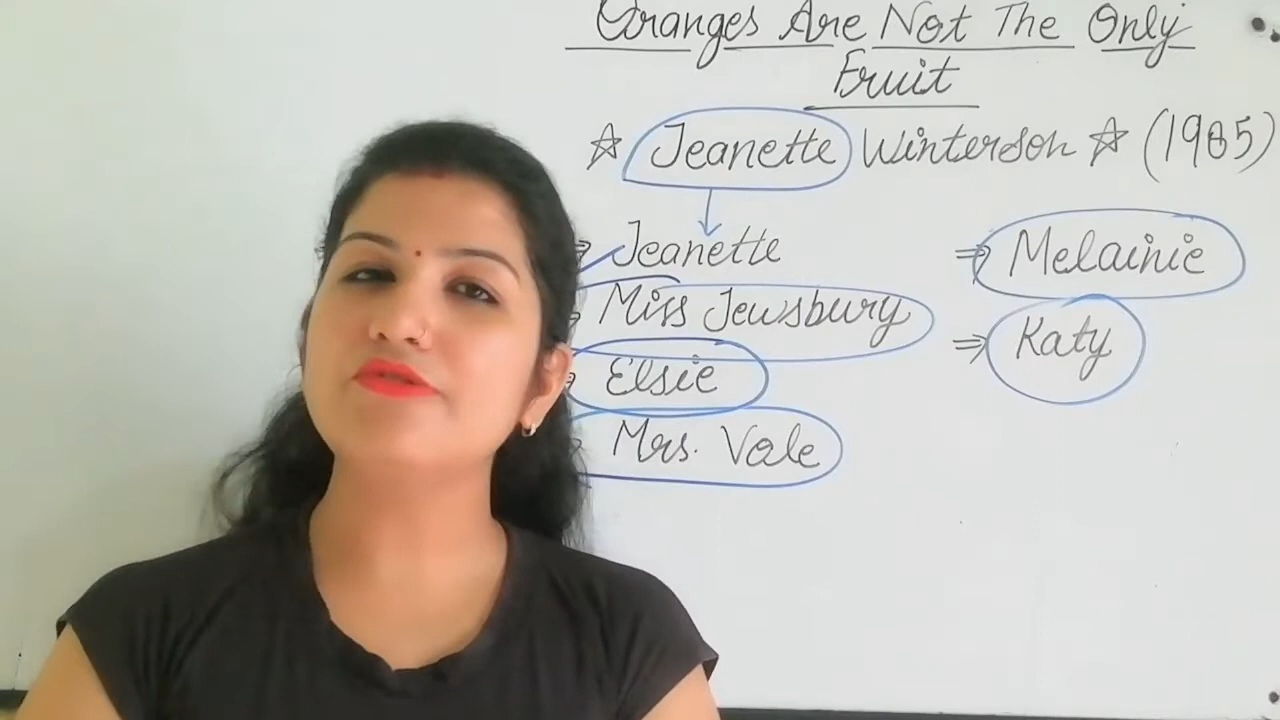 Oranges Are Not The Only
Fruit
☆ Jeanette Winterson ☆ (1985)
Jeanette
⇒ Melainie
Miss Jewsbury
⇒ Katy
Elsie
Mrs. Vale